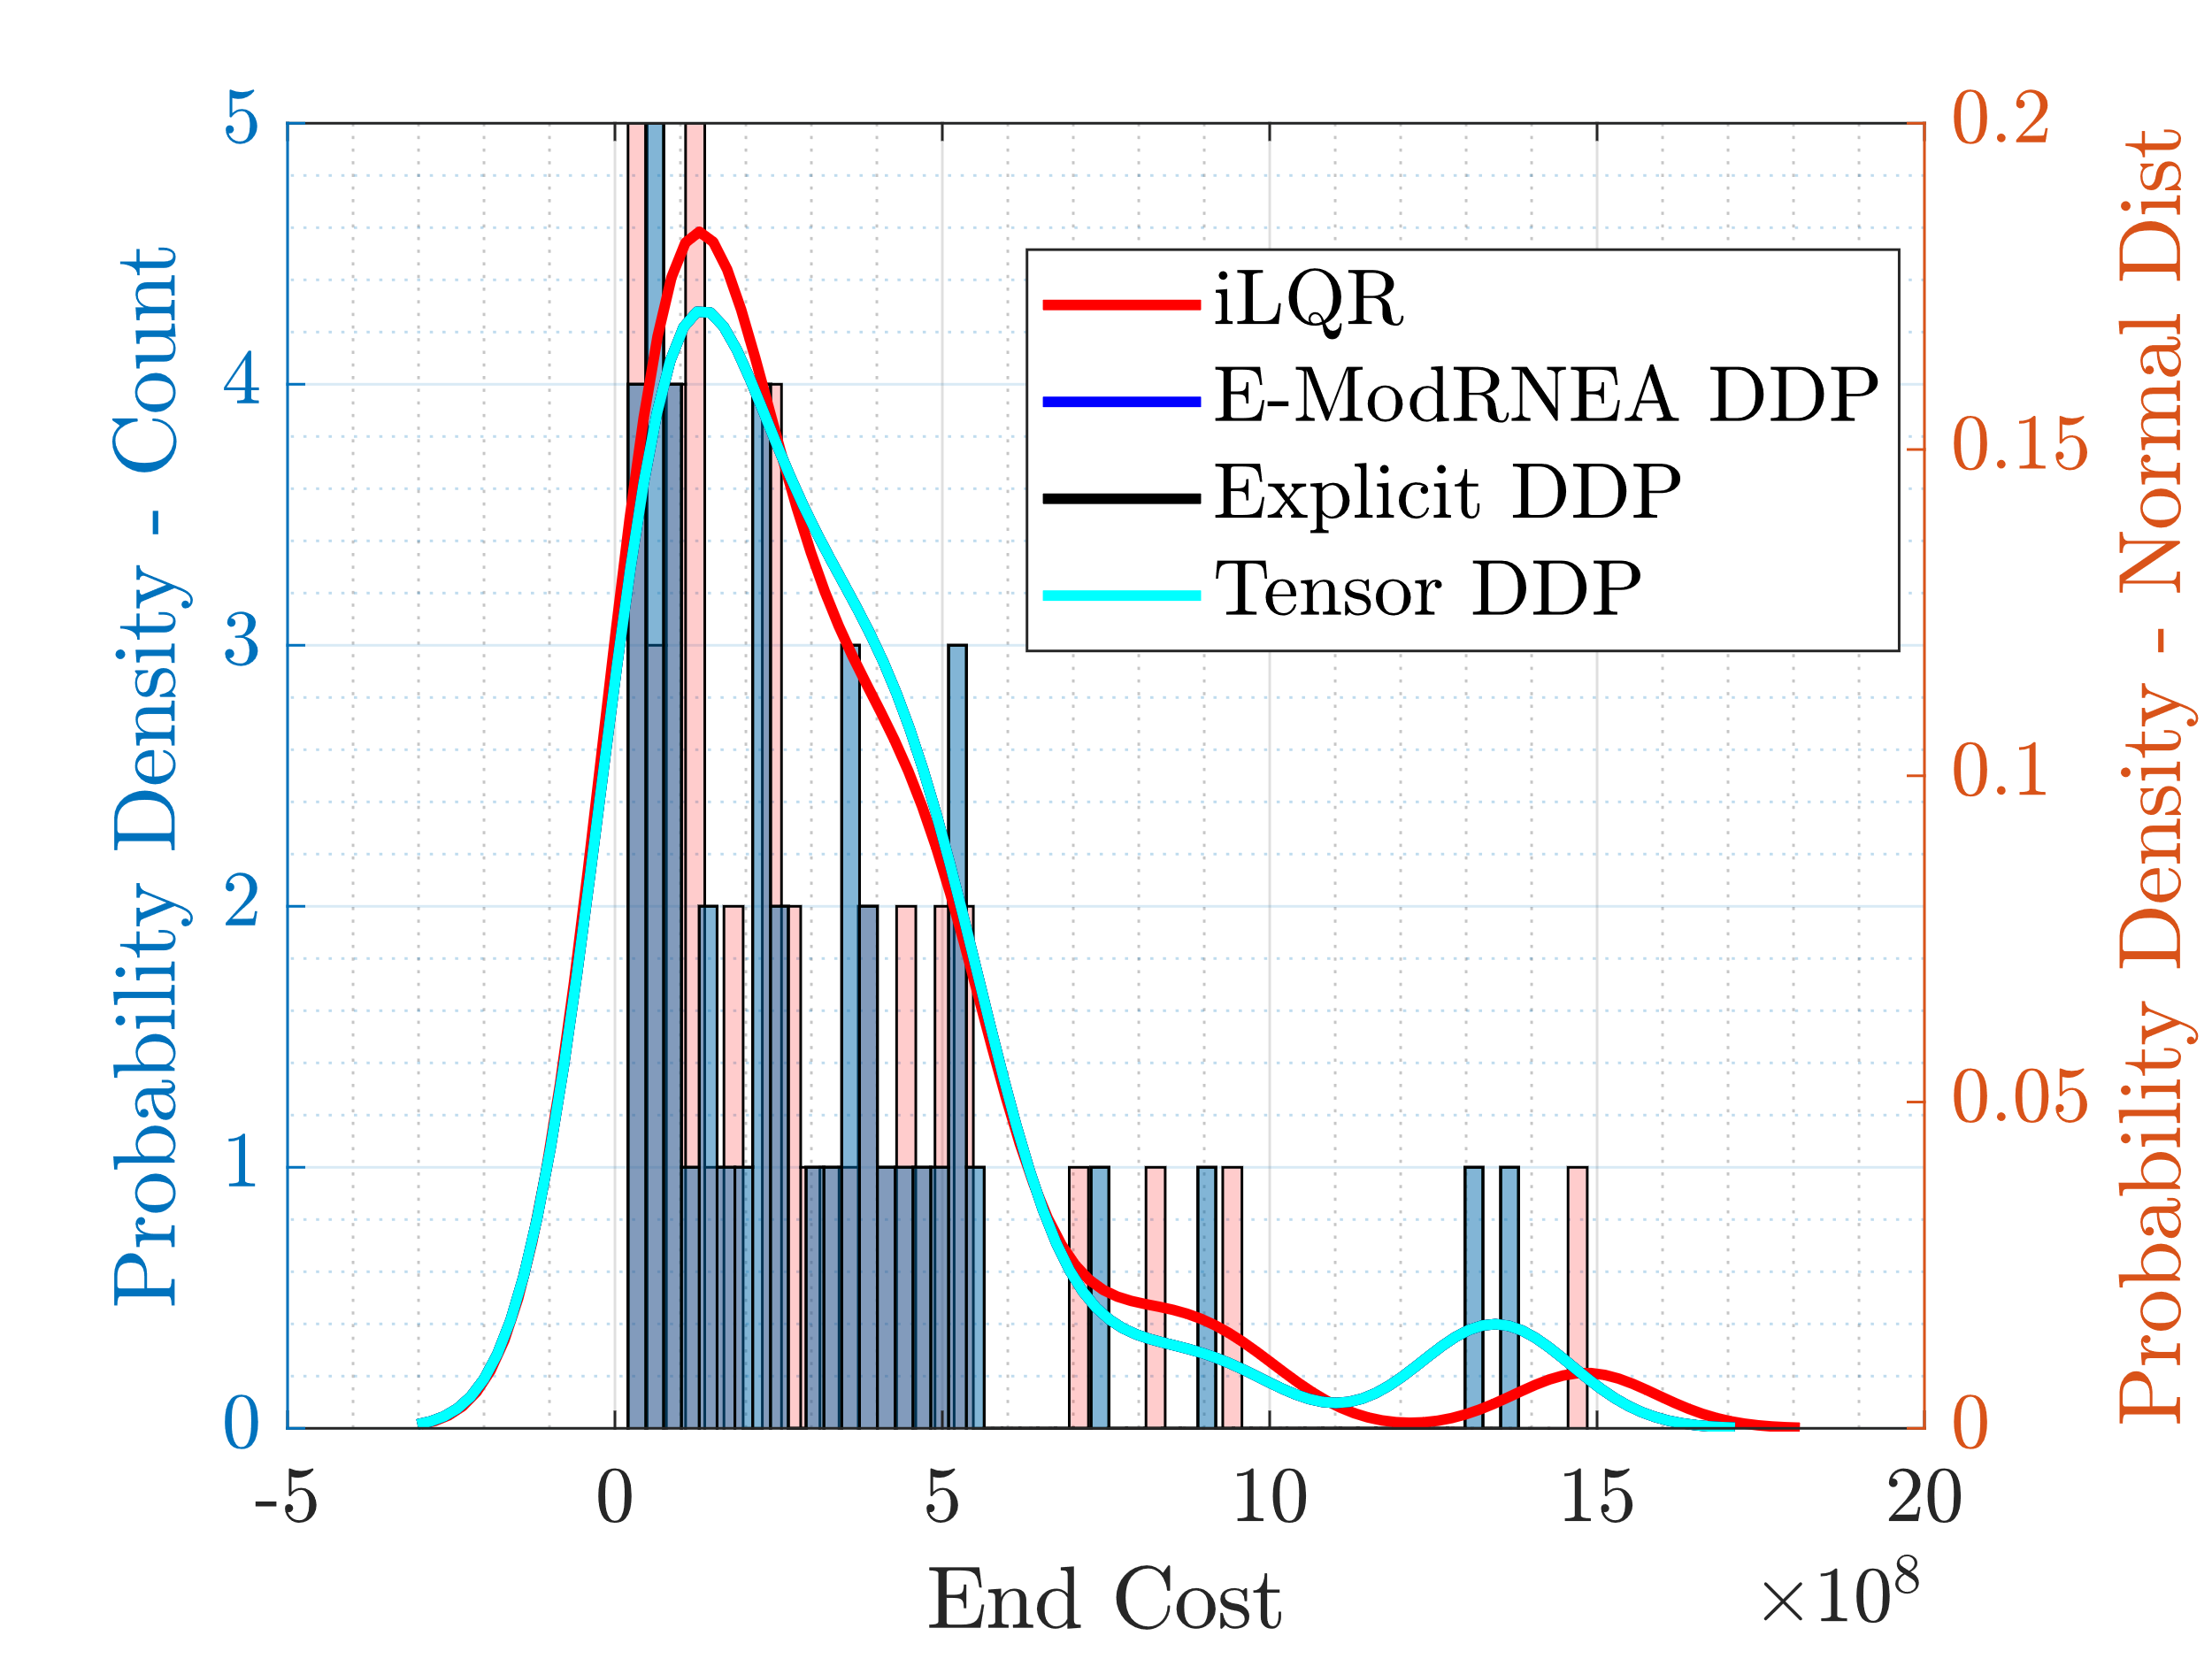 Probability Density - Count
5
4
3
2
1
0
iLQR
E-ModRNEA DDP
Explicit DDP
Tensor DDP
0.2
0.15
0.1
0.05
0
Probability Density - Normal Dist
-5 0 5 10 15 20
×10⁸
End Cost